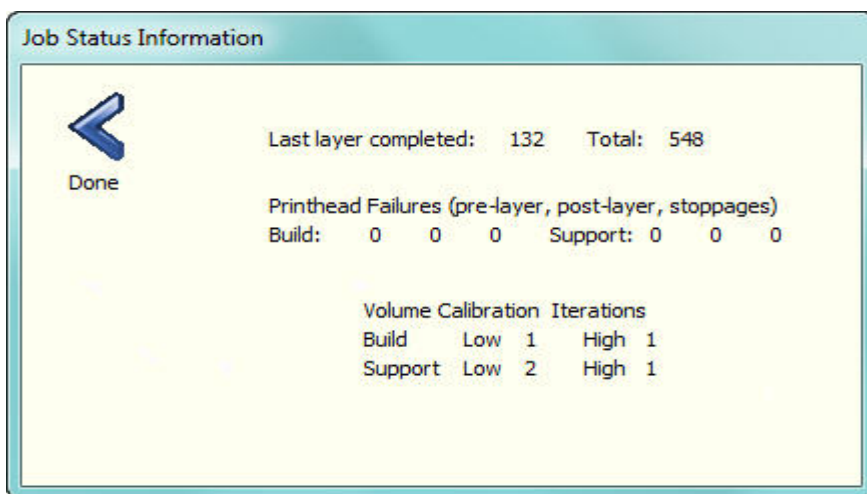 Job Status Information
Done
Last layer completed: 132 Total: 548
Printhead Failures (pre-layer, post-layer, stoppages)
Build: 0 0 0 Support: 0 0 0
Volume Calibration Iterations
Build Low 1 High 1
Support Low 2 High 1